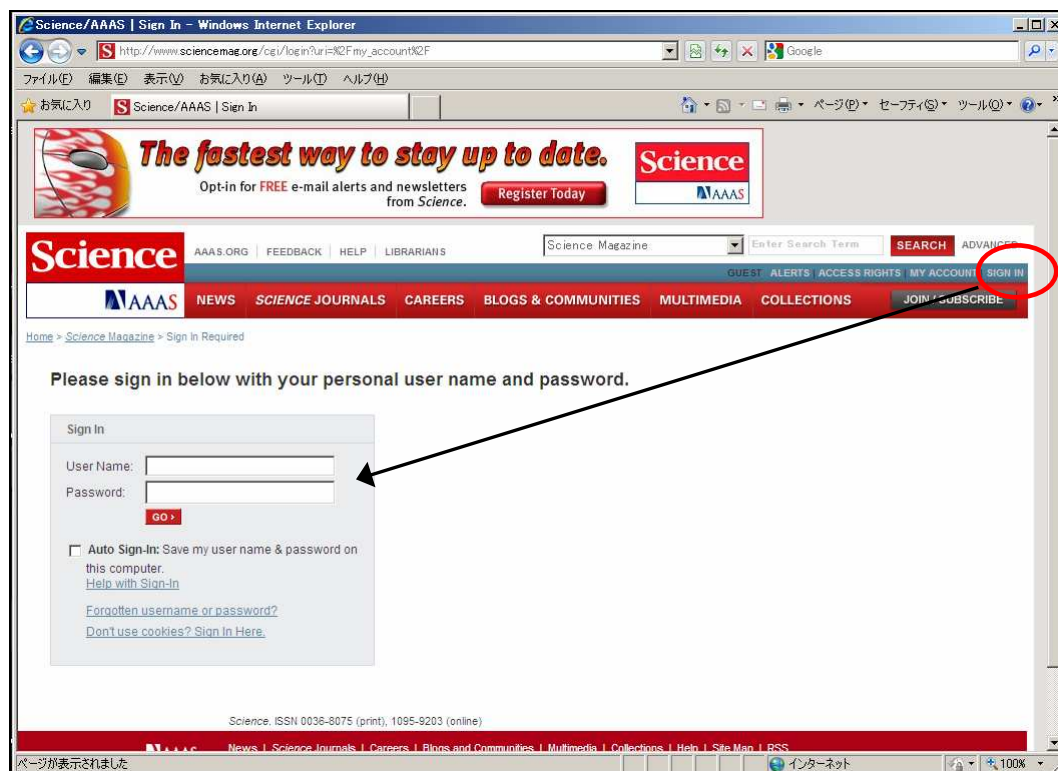 Science/AAAS | Sign In - Windows Internet Explorer
S http://www.sciencemag.org/cgi/login?uri=%2Fmy_account%2F Google
ファイル(F) 編集(E) 表示(V) お気に入り(A) ツール(T) ヘルプ(H)
お気に入り S Science/AAAS | Sign In ページ(P) セーフティ(S) ツール(O)
The fastest way to stay up to date.
Opt-in for FREE e-mail alerts and newsletters
from Science.
Register Today
Science
AAAS
Science
AAAS.ORG | FEEDBACK | HELP | LIBRARIANS Science Magazine Enter Search Term SEARCH ADVANCED
GUEST ALERTS | ACCESS RIGHTS | MY ACCOUNT | SIGN IN
AAAS NEWS SCIENCE JOURNALS CAREERS BLOGS & COMMUNITIES MULTIMEDIA COLLECTIONS JOIN / SUBSCRIBE
Home > Science Magazine > Sign In Required
Please sign in below with your personal user name and password.
Sign In
User Name:
Password:
GO ›
Auto Sign-In: Save my user name & password on
this computer.
Help with Sign-In
Forgotten username or password?
Don't use cookies? Sign In Here.
Science. ISSN 0036-8075 (print), 1095-9203 (online)
AAAS News | Science Journals | Careers | Blogs and Communities | Multimedia | Collections | Help | Site Map | RSS
ページが表示されました インターネット 100%